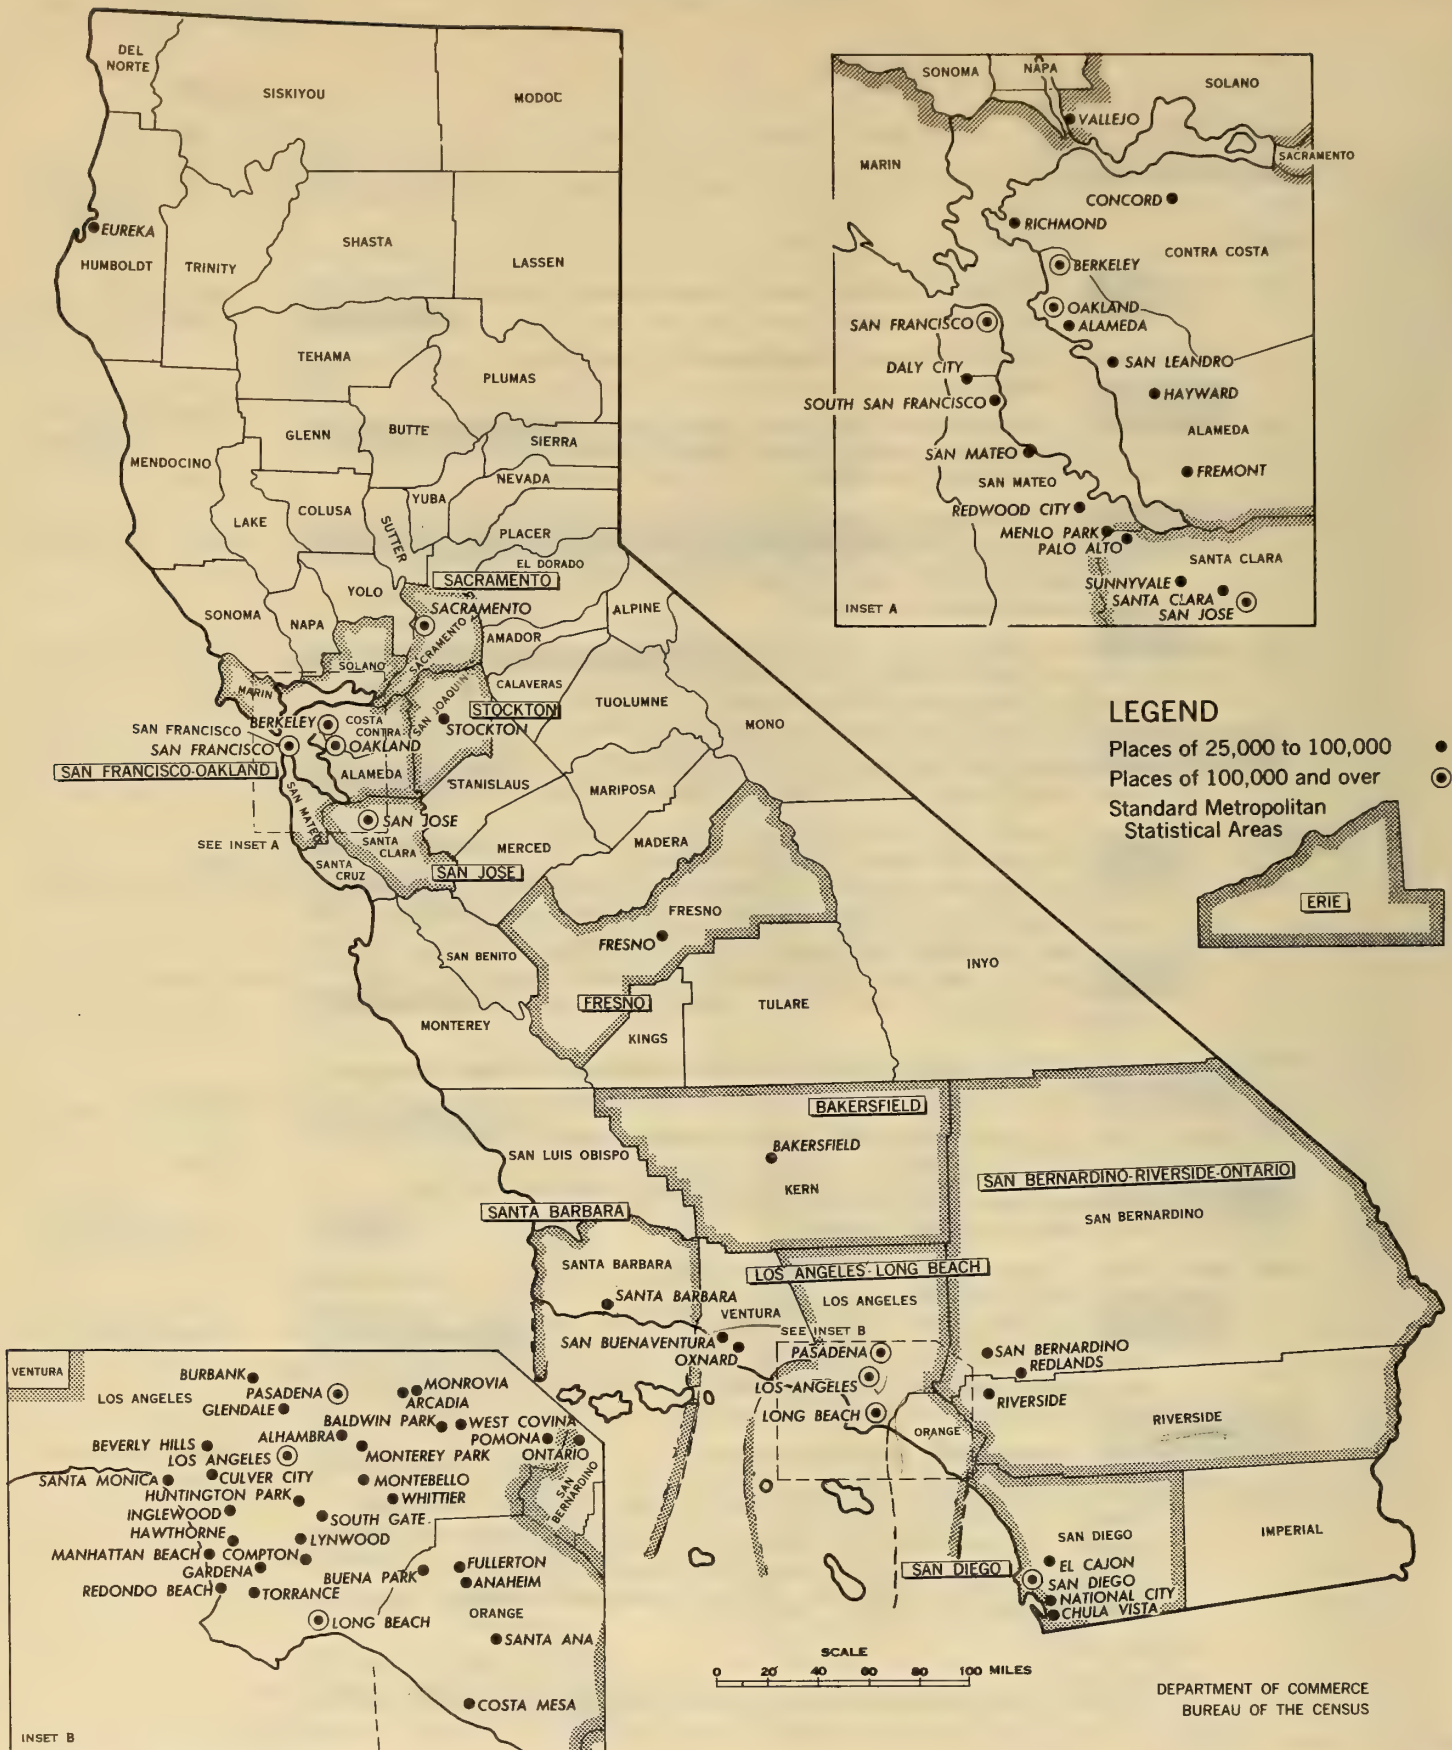 DEL
NORTE
SISKIYOU
MODOC
EUREKA
HUMBOLDT
TRINITY
SHASTA
LASSEN
TEHAMA
PLUMAS
MENDOCINO
GLENN
BUTTE
SIERRA
NEVADA
YUBA
LAKE
COLUSA
SUTTER
PLACER
EL DORADO
SACRAMENTO
YOLO
SONOMA
NAPA
SACRAMENTO
SACRAMENTO
AMADOR
ALPINE
SOLANO
MARIN
CALAVERAS
TUOLUMNE
SAN JOAQUIN
STOCKTON
STOCKTON
MONO
BERKELEY
COSTA
CONTRA
SAN FRANCISCO
SAN FRANCISCO
OAKLAND
SAN FRANCISCO-OAKLAND
ALAMEDA
STANISLAUS
MARIPOSA
SAN MATEO
SAN JOSE
SEE INSET A
SANTA
CLARA
MERCED
MADERA
SANTA
CRUZ
SAN JOSE
FRESNO
FRESNO
SAN BENITO
INYO
FRESNO
TULARE
MONTEREY
KINGS
BAKERSFIELD
BAKERSFIELD
SAN LUIS OBISPO
KERN
SAN BERNARDINO-RIVERSIDE-ONTARIO
SANTA BARBARA
SAN BERNARDINO
SANTA BARBARA
LOS ANGELES-LONG BEACH
SANTA BARBARA
VENTURA
LOS ANGELES
SEE INSET B
SAN BUENAVENTURA
OXNARD
PASADENA
SAN BERNARDINO
REDLANDS
LOS ANGELES
RIVERSIDE
LONG BEACH
ORANGE
RIVERSIDE
SAN DIEGO
IMPERIAL
SAN DIEGO
EL CAJON
SAN DIEGO
NATIONAL CITY
CHULA VISTA
SONOMA
NAPA
SOLANO
VALLEJO
MARIN
SACRAMENTO
CONCORD
RICHMOND
CONTRA COSTA
BERKELEY
OAKLAND
SAN FRANCISCO
ALAMEDA
DALY CITY
SAN LEANDRO
SOUTH SAN FRANCISCO
HAYWARD
ALAMEDA
SAN MATEO
FREMONT
SAN MATEO
REDWOOD CITY
MENLO PARK
PALO ALTO
SANTA CLARA
SUNNYVALE
SANTA CLARA
SAN JOSE
INSET A
LEGEND
Places of 25,000 to 100,000
Places of 100,000 and over
Standard Metropolitan
Statistical Areas
ERIE
VENTURA
LOS ANGELES
BURBANK
PASADENA
MONROVIA
GLENDALE
ARCADIA
BALDWIN PARK
WEST COVINA
ALHAMBRA
POMONA
BEVERLY HILLS
MONTEREY PARK
ONTARIO
LOS ANGELES
SANTA MONICA
CULVER CITY
MONTEBELLO
HUNTINGTON PARK
WHITTIER
SAN
BERNARDINO
INGLEWOOD
SOUTH GATE
HAWTHORNE
LYNWOOD
MANHATTAN BEACH
COMPTON
FULLERTON
GARDENA
BUENA PARK
ANAHEIM
REDONDO BEACH
TORRANCE
LONG BEACH
ORANGE
SANTA ANA
COSTA MESA
INSET B
SCALE
0 20 40 60 80 100 MILES
DEPARTMENT OF COMMERCE
BUREAU OF THE CENSUS